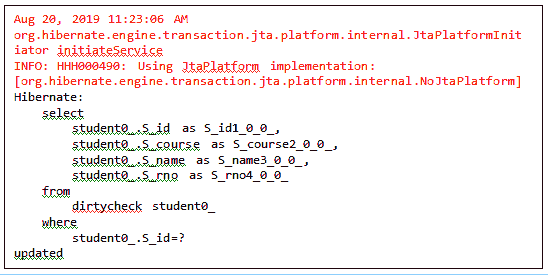 Aug 20, 2019 11:23:06 AM
org.hibernate.engine.transaction.jta.platform.internal.JtaPlatformInit
iator initiateService
INFO: HHH000490: Using JtaPlatform implementation:
[org.hibernate.engine.transaction.jta.platform.internal.NoJtaPlatform]
Hibernate:
select
student0_.S_id as S_id1_0_0_,
student0_.S_course as S_course2_0_0_,
student0_.S_name as S_name3_0_0_,
student0_.S_rno as S_rno4_0_0_
from
dirtycheck student0_
where
student0_.S_id=?
updated